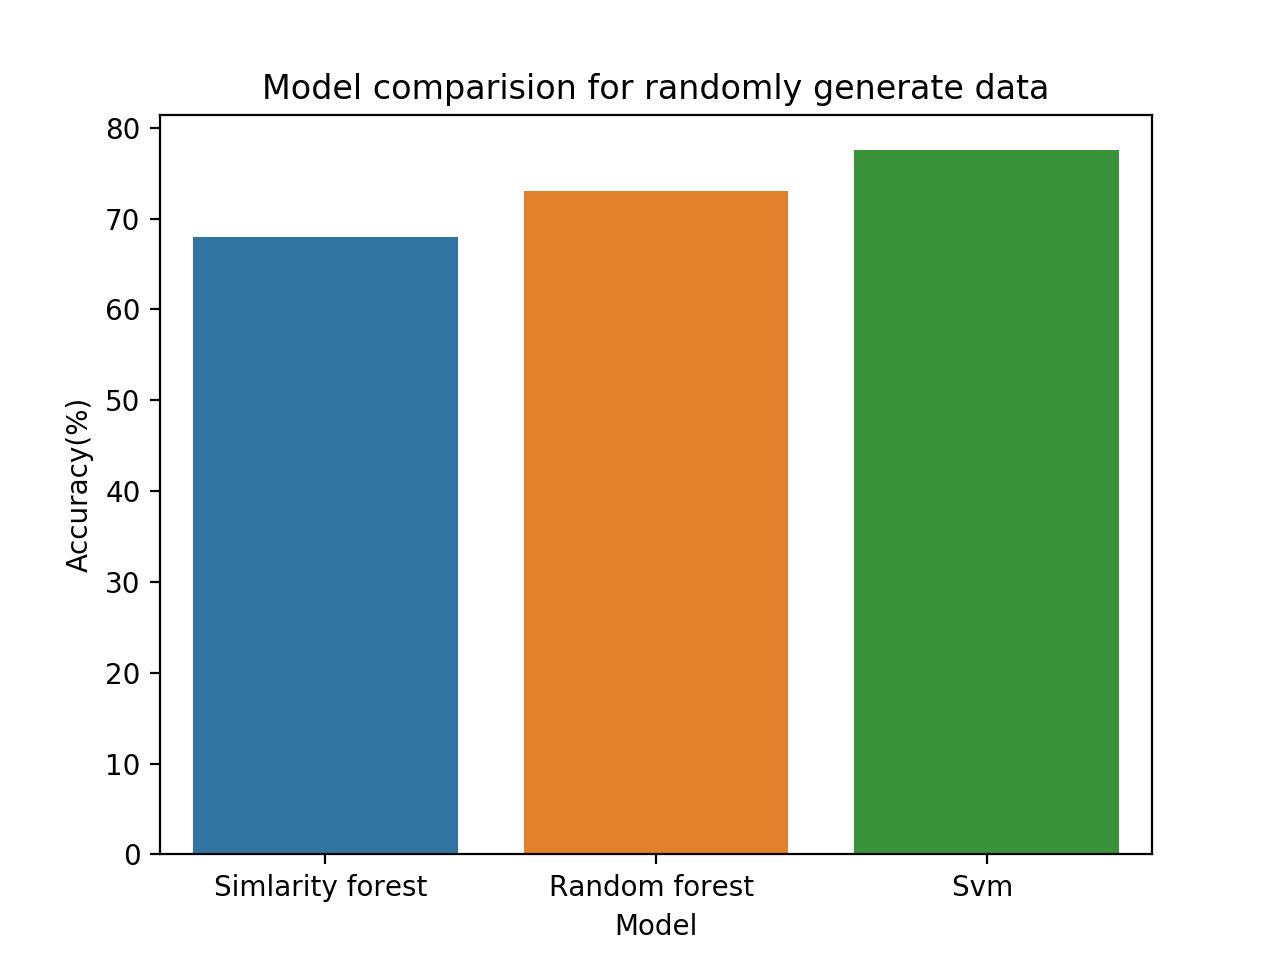 Model comparision for randomly generate data
80
70
60
50
40
30
20
10
0
Accuracy(%)
Simlarity forest
Random forest
Svm
Model